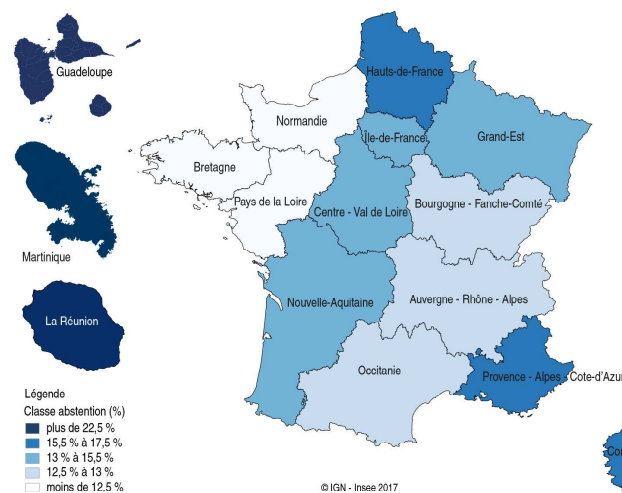 Guadeloupe
Hauts-de-France
Normandie
Île-de-France
Grand-Est
Bretagne
Pays de la Loire
Centre - Val de Loire
Bourgogne - Fanche-Comté
Martinique
La Réunion
Nouvelle-Aquitaine
Auvergne - Rhône - Alpes
Occitanie
Provence - Alpes - Cote-d'Azur
Légende
Classe abstention (%)
plus de 22,5 %
15,5 % à 17,5 %
13 % à 15,5 %
12,5 % à 13 %
moins de 12,5 %
© IGN - Insee 2017